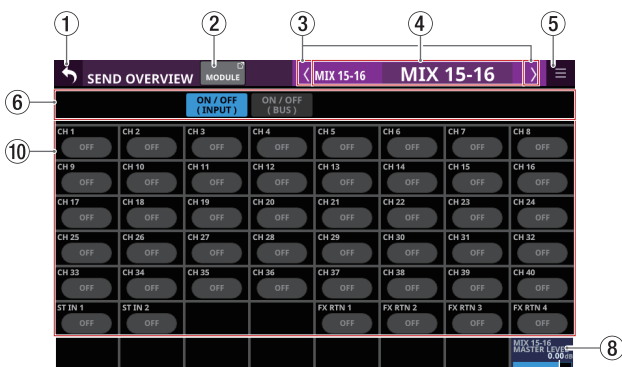 1 2 3 4 5
SEND OVERVIEW MODULE MIX 15-16 MIX 15-16
6
ON / OFF ON / OFF
( INPUT ) ( BUS )
10
CH 1 CH 2 CH 3 CH 4 CH 5 CH 6 CH 7 CH 8
OFF OFF OFF OFF OFF OFF OFF OFF
CH 9 CH 10 CH 11 CH 12 CH 13 CH 14 CH 15 CH 16
OFF OFF OFF OFF OFF OFF OFF OFF
CH 17 CH 18 CH 19 CH 20 CH 21 CH 22 CH 23 CH 24
OFF OFF OFF OFF OFF OFF OFF OFF
CH 25 CH 26 CH 27 CH 28 CH 29 CH 30 CH 31 CH 32
OFF OFF OFF OFF OFF OFF OFF OFF
CH 33 CH 34 CH 35 CH 36 CH 37 CH 38 CH 39 CH 40
OFF OFF OFF OFF OFF OFF OFF OFF
ST IN 1 ST IN 2 FX RTN 1 FX RTN 2 FX RTN 3 FX RTN 4
OFF OFF OFF OFF OFF OFF
MIX 15-16
MASTER LEVEL 8
0.00 dB